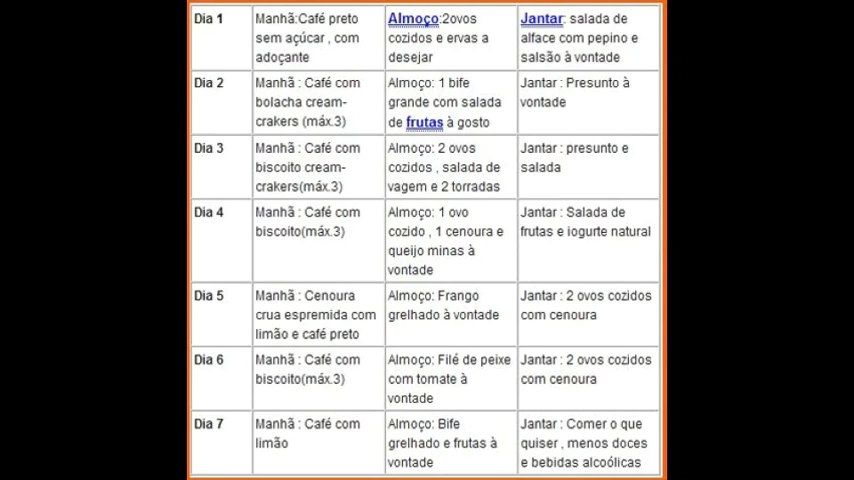 Dia 1
Manhã:Café preto
sem açúcar , com
adoçante
Almoço:2ovos
cozidos e ervas a
desejar
Jantar: salada de
alface com pepino e
salsão à vontade
Dia 2
Manhã : Café com
bolacha cream-
crakers (máx.3)
Almoço: 1 bife
grande com salada
de frutas à gosto
Jantar : Presunto à
vontade
Dia 3
Manhã : Café com
biscoito cream-
crakers(máx.3)
Almoço: 2 ovos
cozidos , salada de
vagem e 2 torradas
Jantar : presunto e
salada
Dia 4
Manhã : Café com
biscoito(máx.3)
Almoço: 1 ovo
cozido , 1 cenoura e
queijo minas à
vontade
Jantar : Salada de
frutas e iogurte natural
Dia 5
Manhã : Cenoura
crua espremida com
limão e café preto
Almoço: Frango
grelhado à vontade
Jantar : 2 ovos cozidos
com cenoura
Dia 6
Manhã : Café com
biscoito(máx.3)
Almoço: Filé de peixe
com tomate à
vontade
Jantar : 2 ovos cozidos
com cenoura
Dia 7
Manhã : Café com
limão
Almoço: Bife
grelhado e frutas à
vontade
Jantar : Comer o que
quiser , menos doces
e bebidas alcoólicas